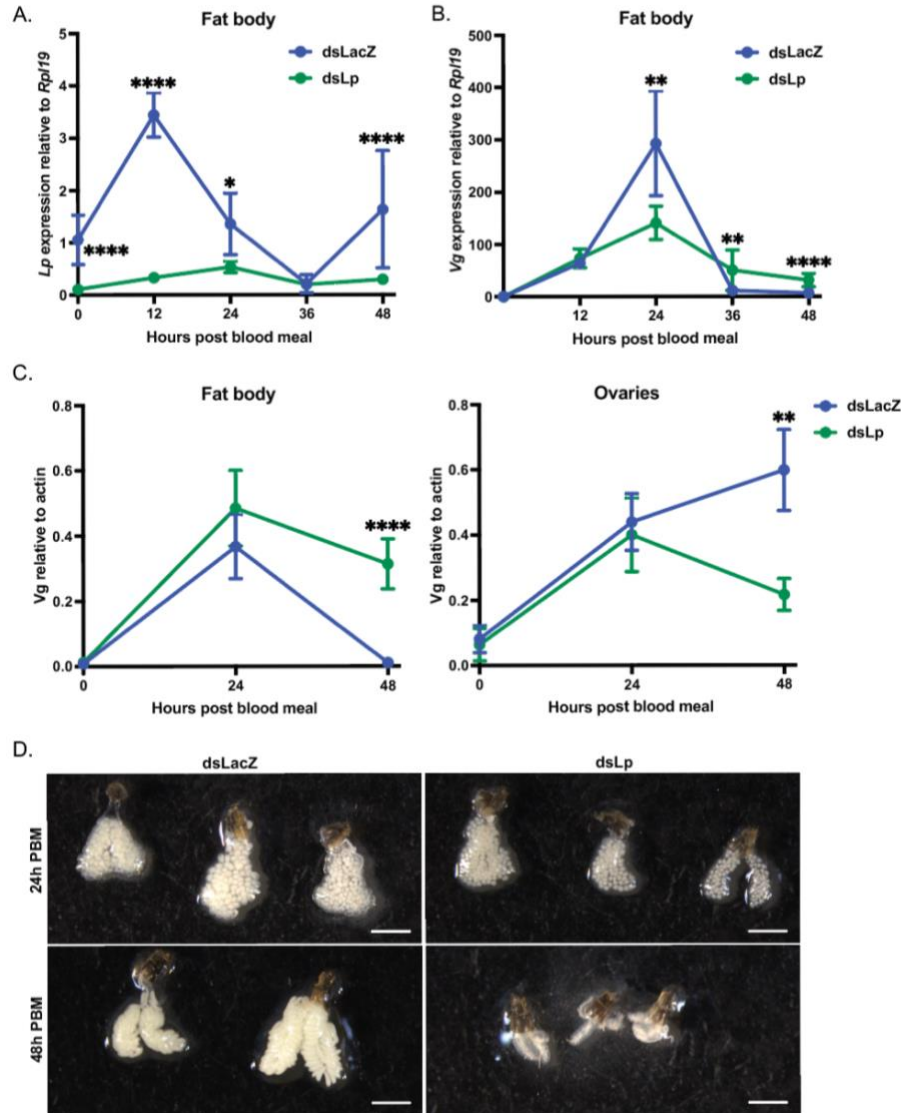 A.
Fat body
dsLacZ
dsLp
Lp expression relative to Rpl19
5
4
3
2
1
0
****
****
*
****
0 12 24 36 48
Hours post blood meal
B.
Fat body
dsLacZ
dsLp
Vg expression relative to Rpl19
500
400
300
200
100
0
**
**
****
12 24 36 48
Hours post blood meal
C.
Fat body
Vg relative to actin
0.8
0.6
0.4
0.2
0.0
****
0 24 48
Hours post blood meal
Ovaries
dsLacZ
dsLp
Vg relative to actin
0.8
0.6
0.4
0.2
0.0
**
0 24 48
Hours post blood meal
D.
dsLacZ dsLp
24h PBM
48h PBM